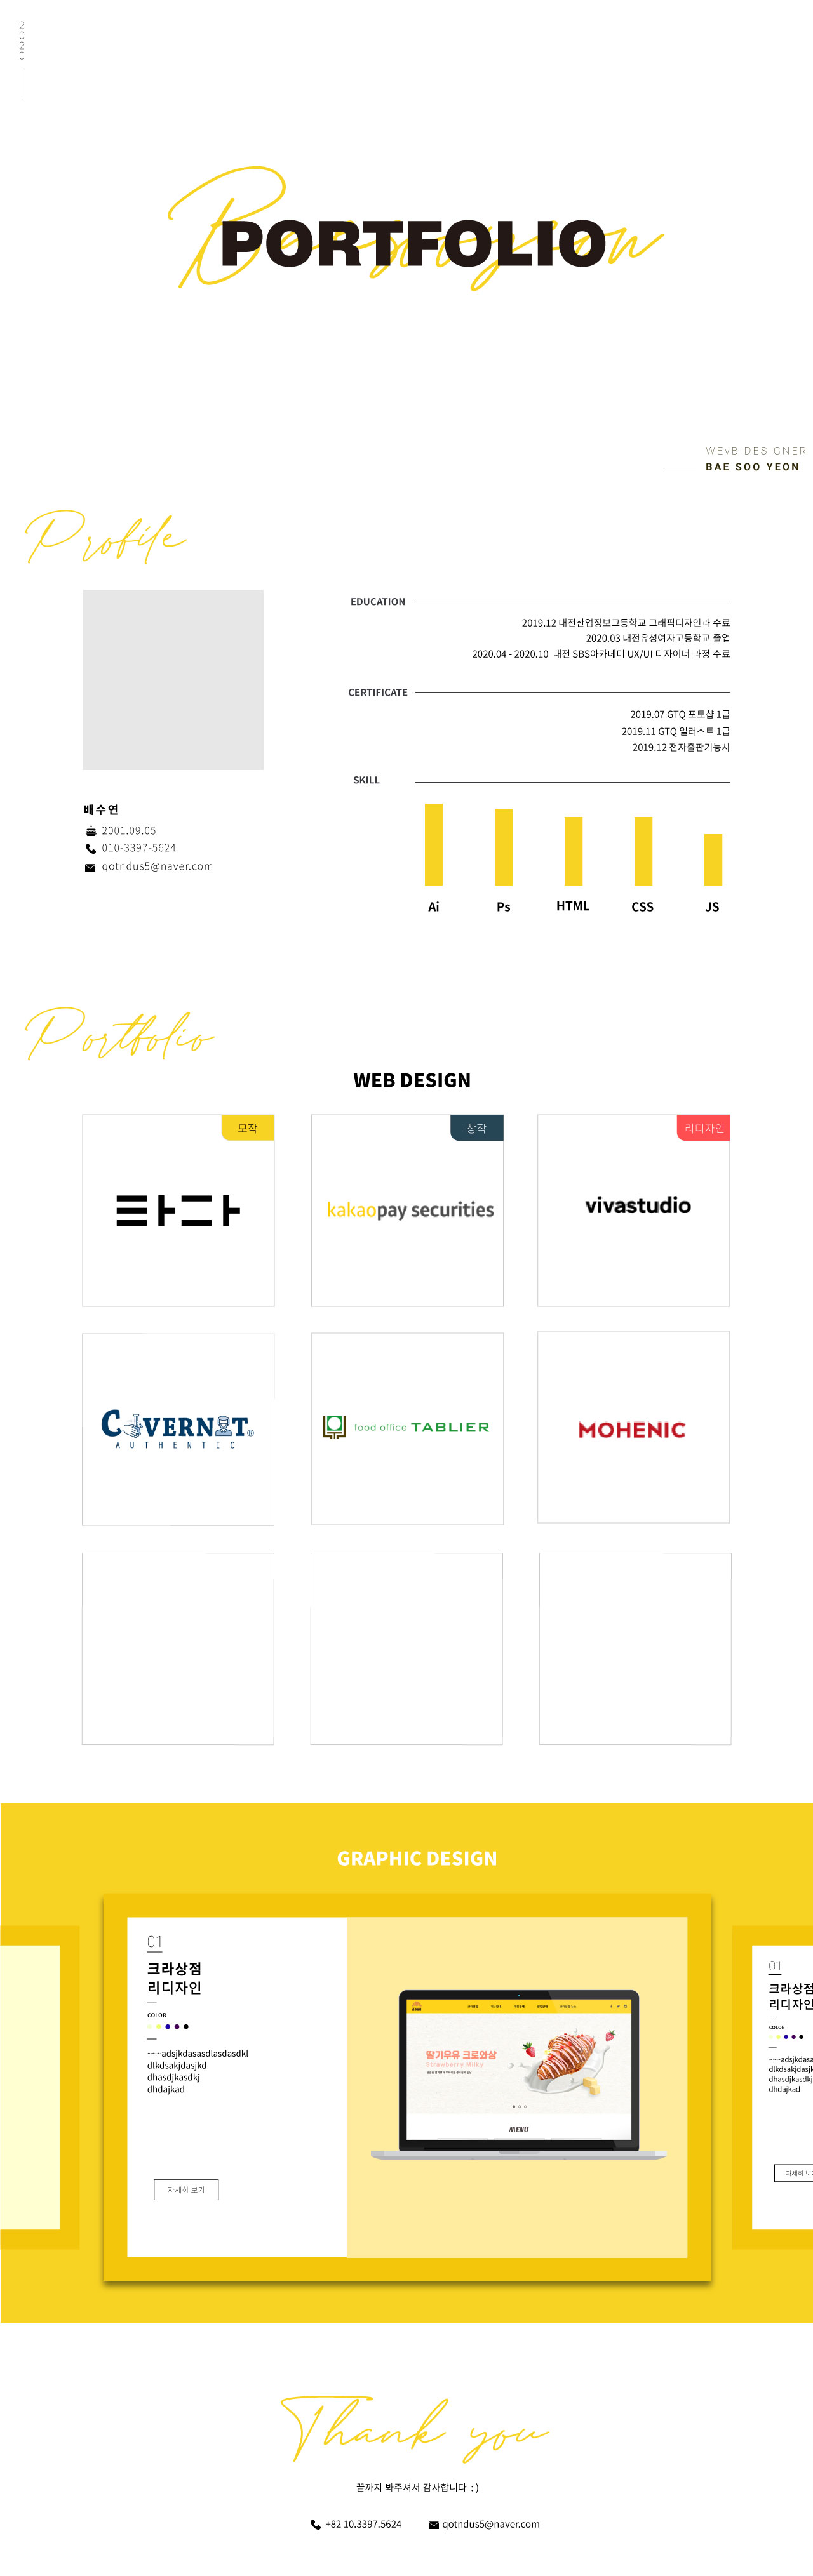 2020
Baesooyeon
PORTFOLIO
WEvB DESIGNER
BAE SOO YEON
Profile
EDUCATION
2019.12 대전산업정보고등학교 그래픽디자인과 수료
2020.03 대전유성여자고등학교 졸업
2020.04 - 2020.10 대전 SBS아카데미 UX/UI 디자이너 과정 수료
CERTIFICATE
2019.07 GTQ 포토샵 1급
2019.11 GTQ 일러스트 1급
2019.12 전자출판기능사
SKILL
Ai Ps HTML CSS JS
배수연
2001.09.05
010-3397-5624
qotndus5@naver.com
Portfolio
WEB DESIGN
모작
타다
창작
kakaopay securities
리디자인
vivastudio
COVERNAT®
AUTHENTIC
food office TABLIER
MOHENIC
GRAPHIC DESIGN
01
크라상점
리디자인
COLOR
~~~adsjkdasasdlasdasdkl
dlkdsakjdasjkd
dhasdjkasdkj
dhdajkad
자세히 보기
딸기우유 크로와상
Strawberry Milky
MENU
01
크라상점
리디자인
COLOR
~~~adsjkdasa
dlkdsakjdasjk
dhasdjkasdkj
dhdajkad
자세히 보기
Thank you
끝까지 봐주셔서 감사합니다 : )
+82 10.3397.5624
qotndus5@naver.com